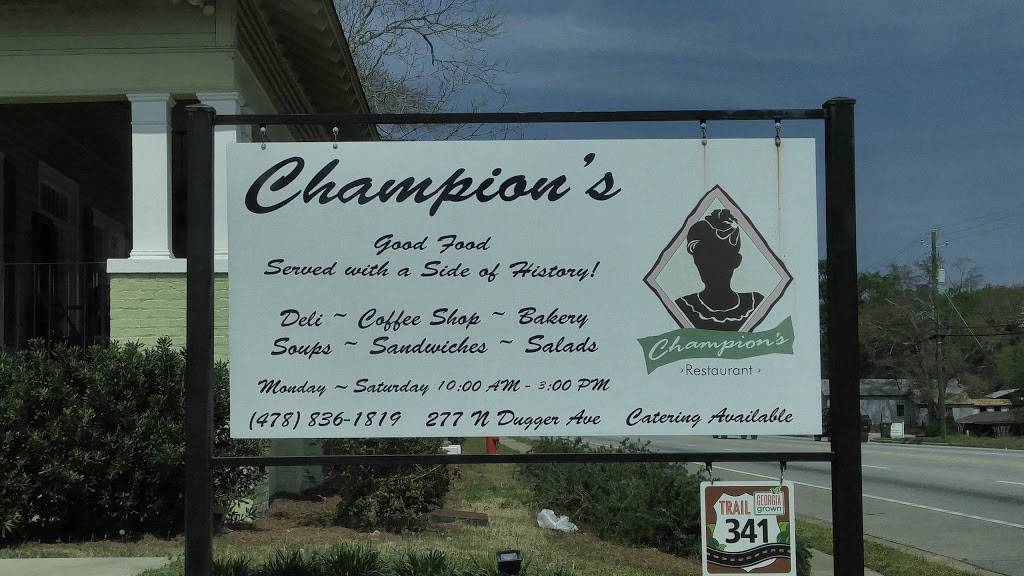 Champion's
Good Food
Served with a Side of History!
Deli ~ Coffee Shop ~ Bakery
Soups ~ Sandwiches ~ Salads
Monday ~ Saturday 10:00 AM - 3:00 PM
(478) 836-1819 277 N Dugger Ave Catering Available
Champion's
›Restaurant›
TRAIL GEORGIA grown
341